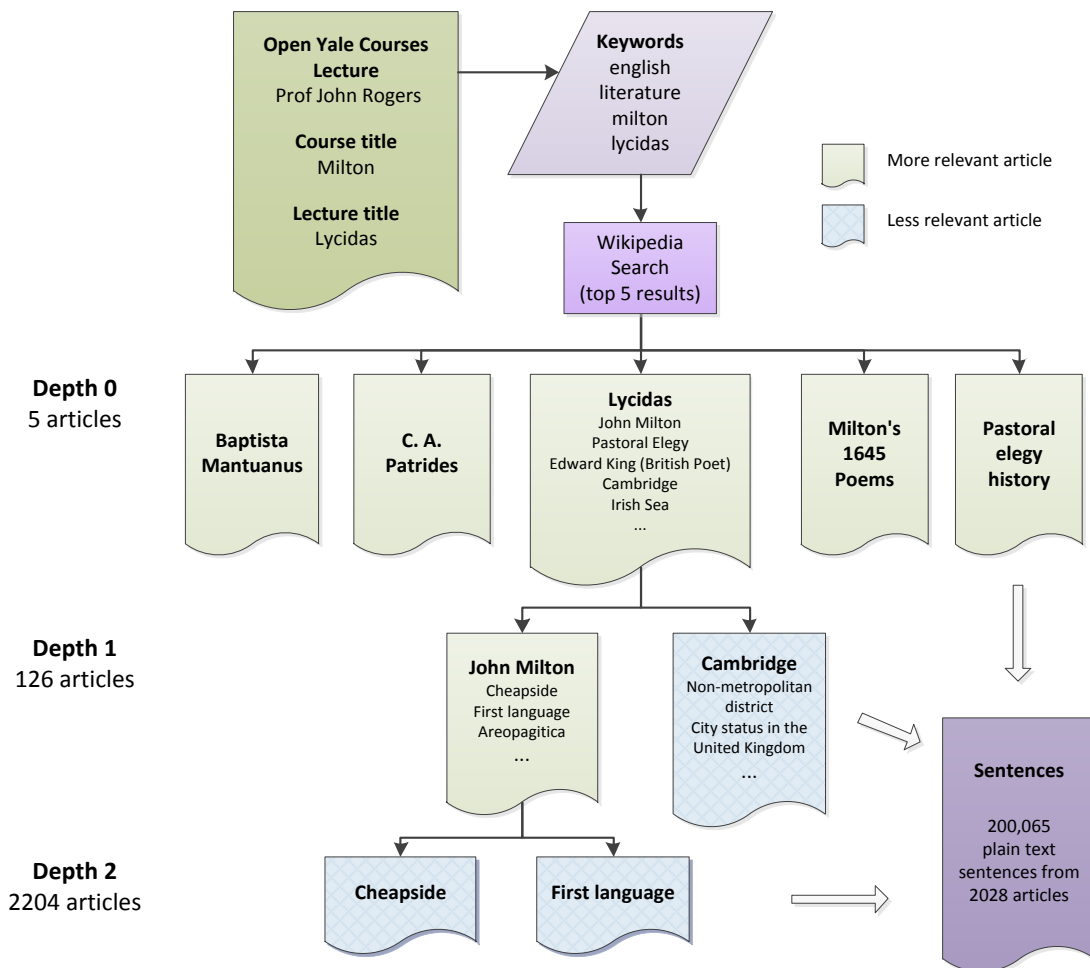 Open Yale Courses
Lecture
Prof John Rogers
Course title
Milton
Lecture title
Lycidas
Keywords
english
literature
milton
lycidas
More relevant article
Less relevant article
Wikipedia
Search
(top 5 results)
Depth 0
5 articles
Baptista
Mantuanus
C. A.
Patrides
Lycidas
John Milton
Pastoral Elegy
Edward King (British Poet)
Cambridge
Irish Sea
...
Milton's
1645
Poems
Pastoral
elegy
history
Depth 1
126 articles
John Milton
Cheapside
First language
Areopagitica
...
Cambridge
Non-metropolitan
district
City status in the
United Kingdom
...
Sentences
200,065
plain text
sentences from
2028 articles
Depth 2
2204 articles
Cheapside
First language